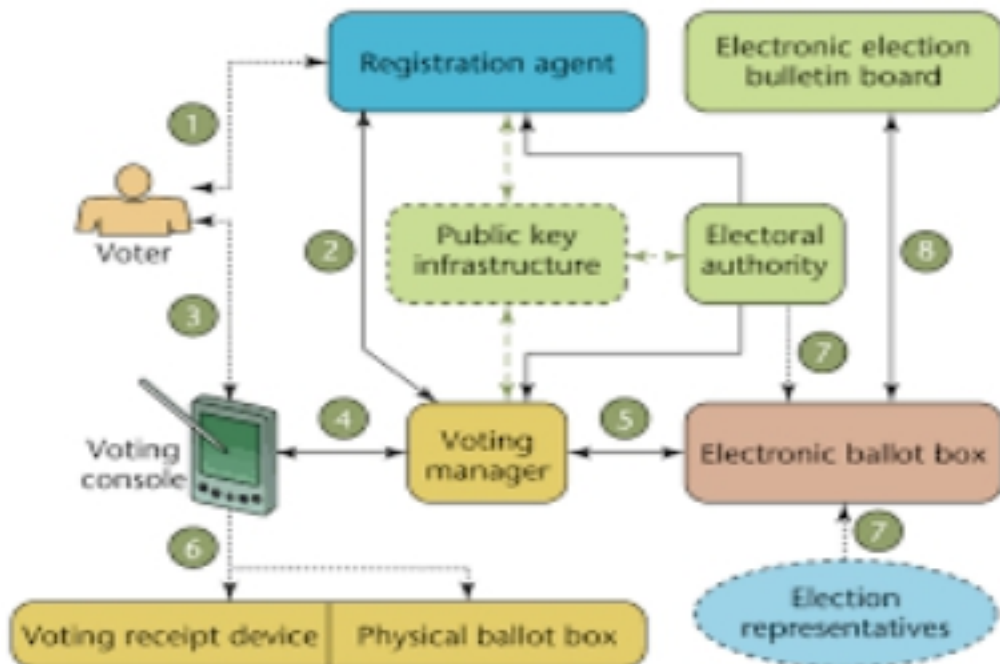 Registration agent
Electronic election
bulletin board
1
Voter
2
Public key
infrastructure
Electoral
authority
8
3
7
Voting
console
4
Voting
manager
5
Electronic ballot box
6
7
Voting receipt device
Physical ballot box
Election
representatives